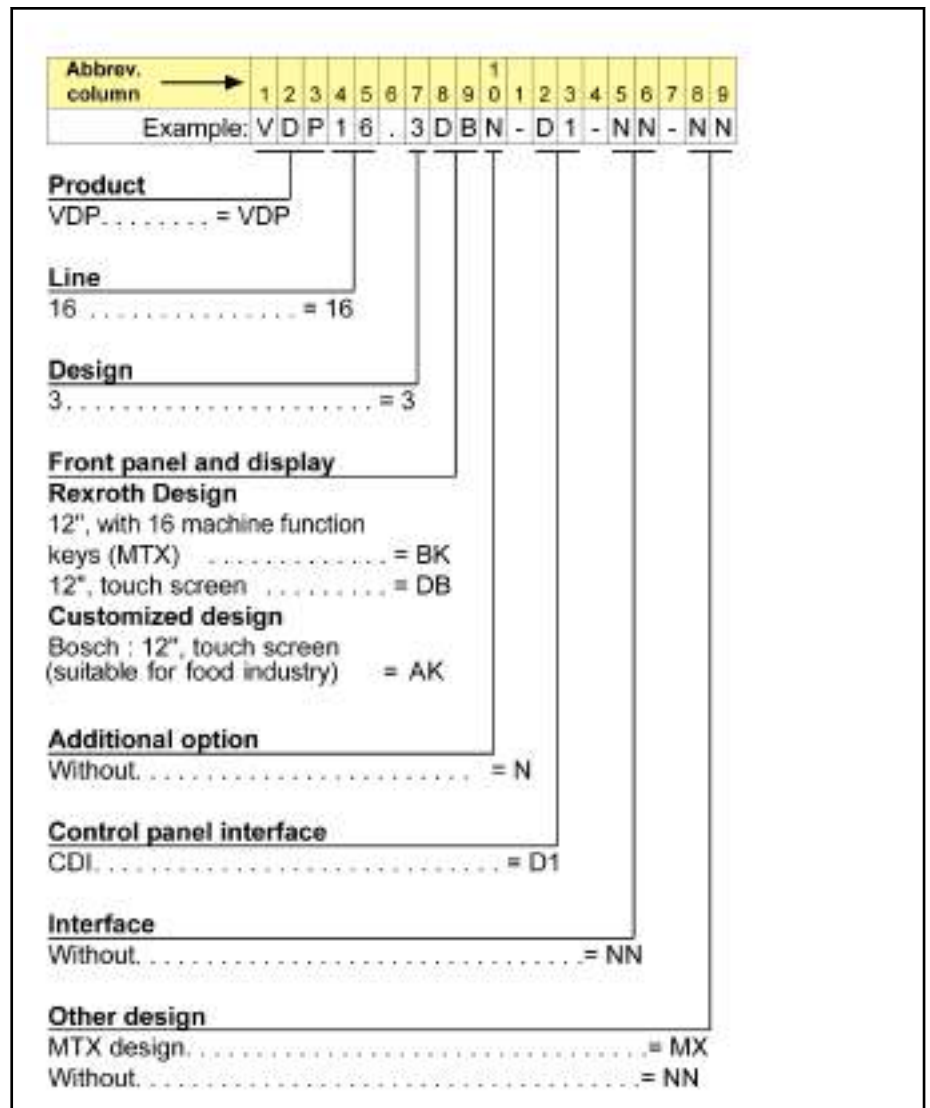 Abbrev. column 1 2 3 4 5 6 7 8 9 10 1 2 3 4 5 6 7 8 9
Example: V D P 1 6 . 3 D B N - D 1 - N N - N N
Product
VDP. . . . . . . . = VDP
Line
16 . . . . . . . . . . . . . . . = 16
Design
3. . . . . . . . . . . . . . . . . . . . . . = 3
Front panel and display
Rexroth Design
12", with 16 machine function
keys (MTX) . . . . . . . . . . . . . = BK
12", touch screen . . . . . . . . . = DB
Customized design
Bosch : 12", touch screen
(suitable for food industry) = AK
Additional option
Without. . . . . . . . . . . . . . . . . . . . . . . . = N
Control panel interface
CDI. . . . . . . . . . . . . . . . . . . . . . . . . . . . . = D1
Interface
Without. . . . . . . . . . . . . . . . . . . . . . . . . . . . . . . .= NN
Other design
MTX design. . . . . . . . . . . . . . . . . . . . . . . . . . . . . . . . .= MX
Without. . . . . . . . . . . . . . . . . . . . . . . . . . . . . . . . . . . . .= NN